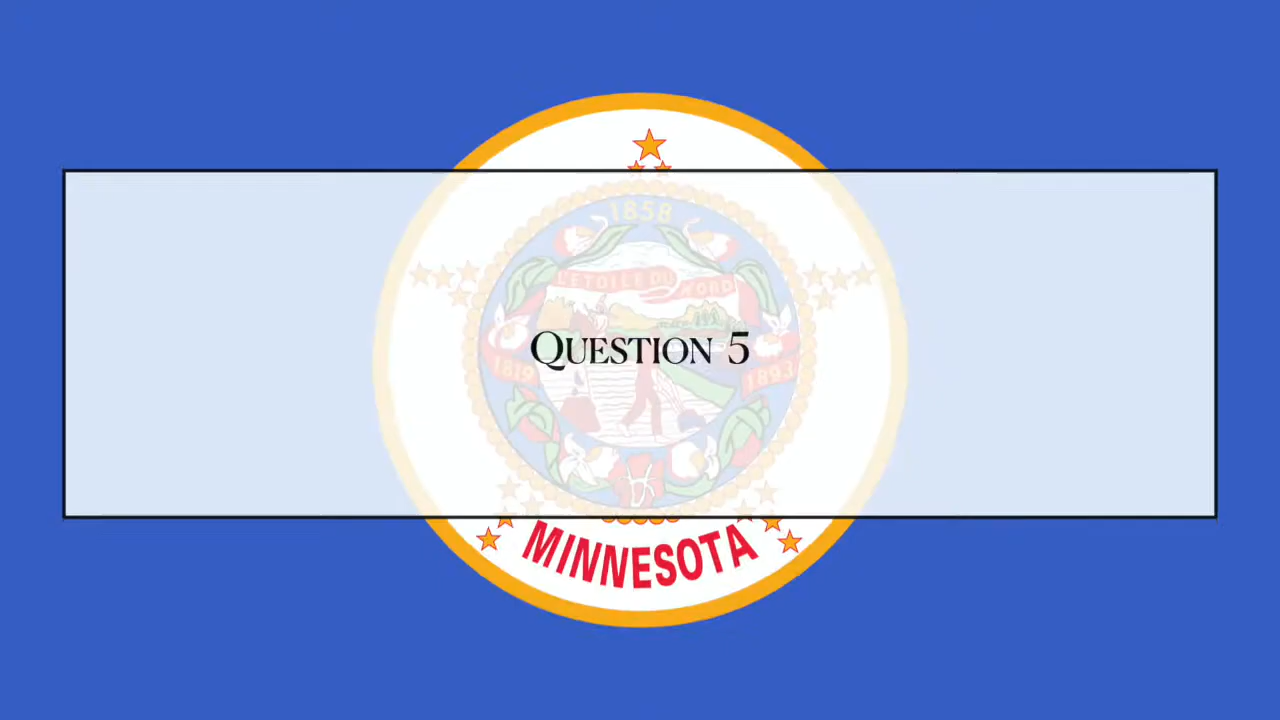 1858
L'ETOILE DU NORD
QUESTION 5
1819
1893
MINNESOTA